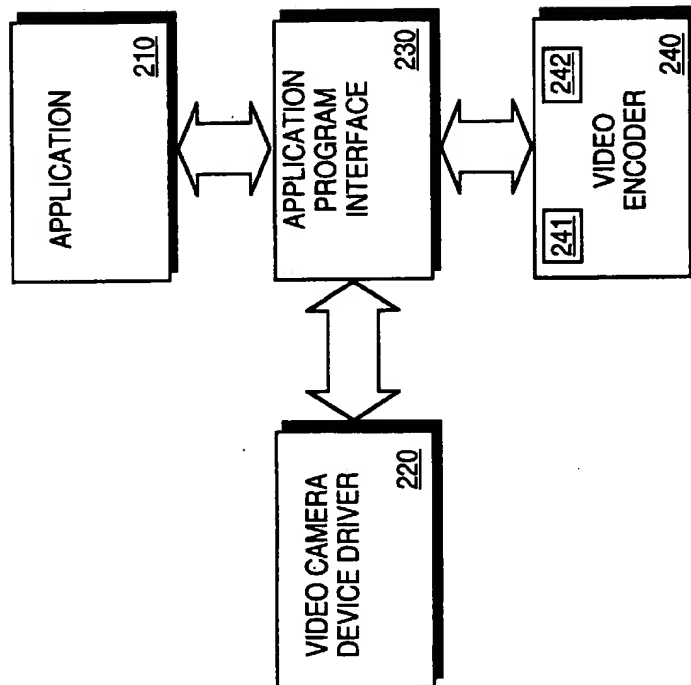 APPLICATION
210
APPLICATION
PROGRAM
INTERFACE
230
VIDEO CAMERA
DEVICE DRIVER
220
241
242
VIDEO
ENCODER
240